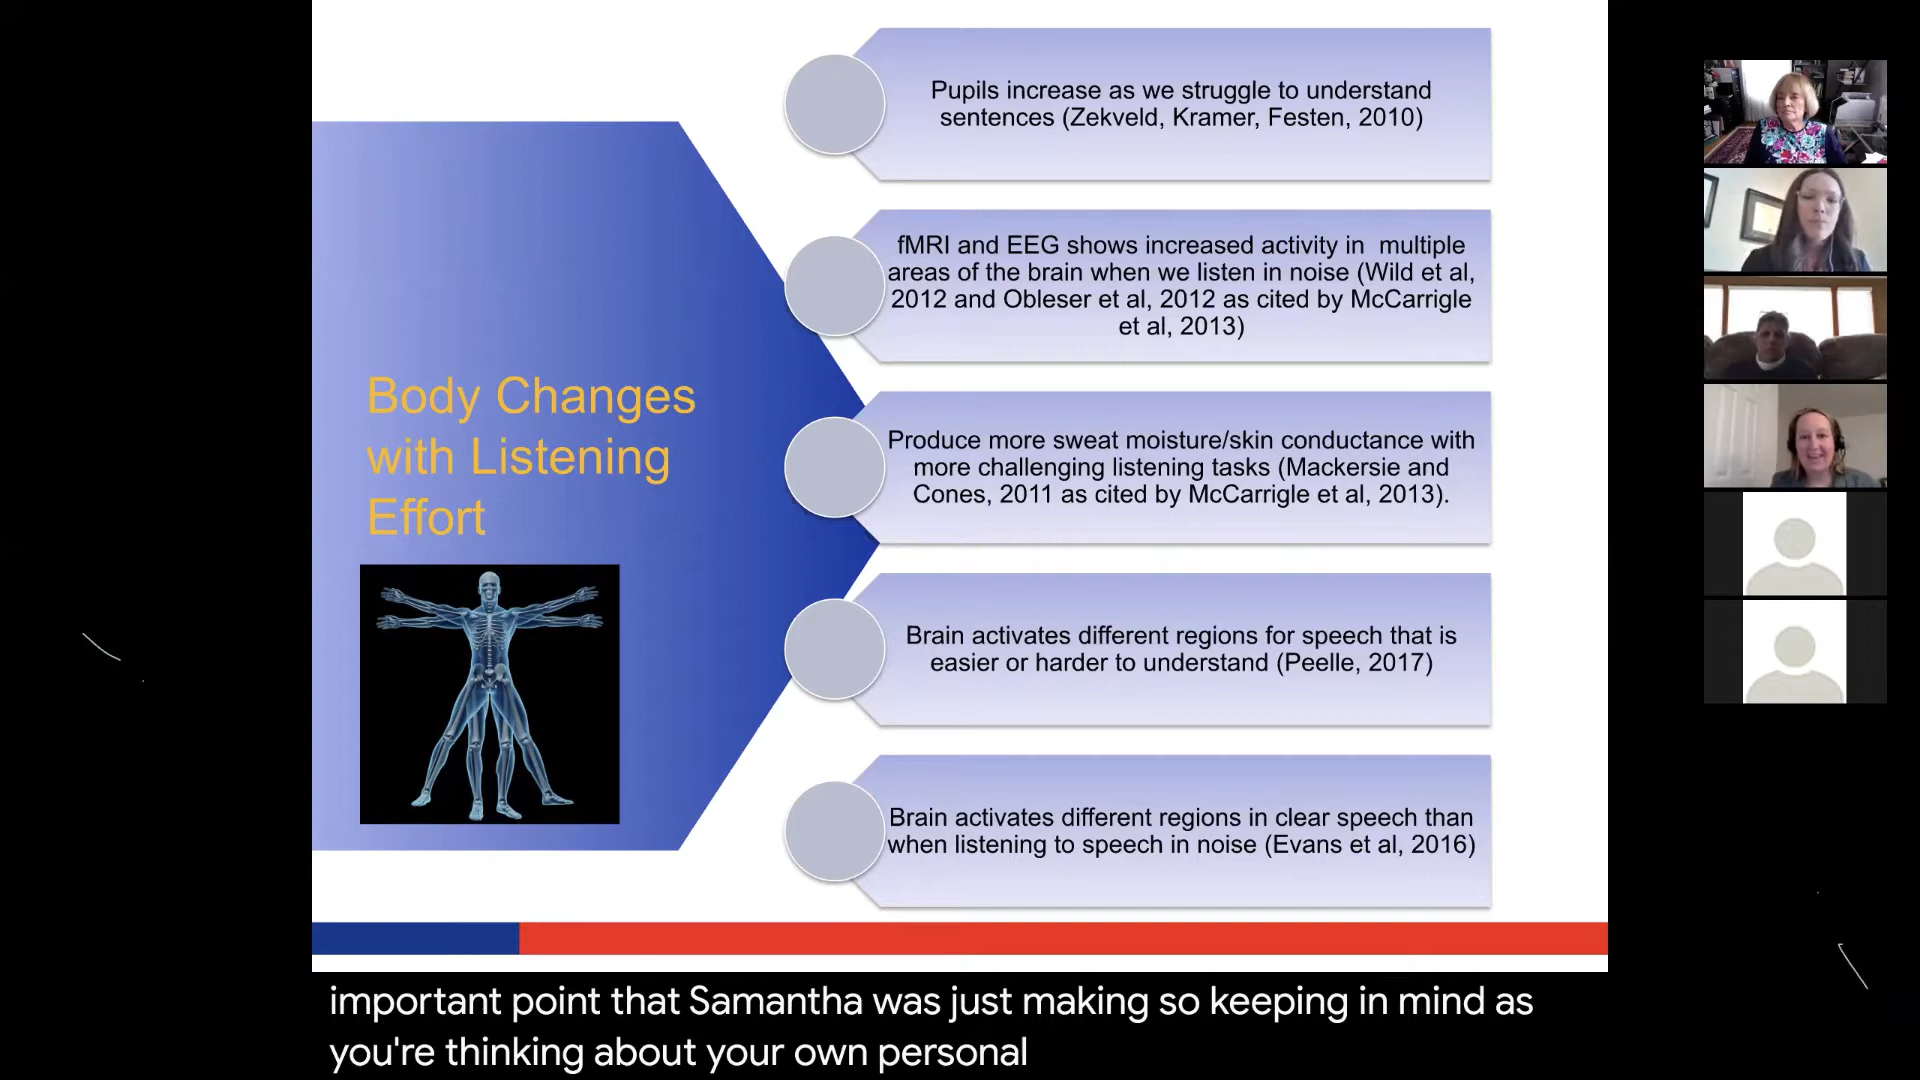 Body Changes
with Listening
Effort
Pupils increase as we struggle to understand
sentences (Zekveld, Kramer, Festen, 2010)
fMRI and EEG shows increased activity in  multiple
areas of the brain when we listen in noise (Wild et al,
2012 and Obleser et al, 2012 as cited by McCarrigle
et al, 2013)
Produce more sweat moisture/skin conductance with
more challenging listening tasks (Mackersie and
Cones, 2011 as cited by McCarrigle et al, 2013).
Brain activates different regions for speech that is
easier or harder to understand (Peelle, 2017)
Brain activates different regions in clear speech than
when listening to speech in noise (Evans et al, 2016)
important point that Samantha was just making so keeping in mind as
you're thinking about your own personal